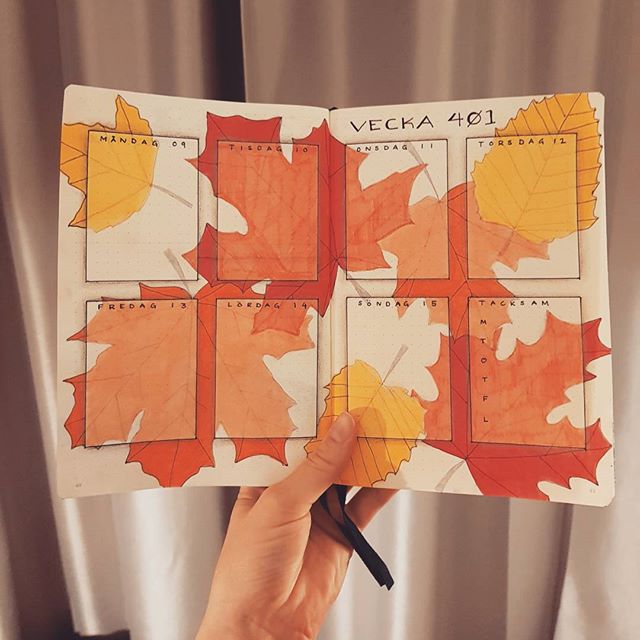 VECKA 401
MÅNDAG 09
TISDAG 10
ONSDAG 11
TORSDAG 12
FREDAG 13
LÖRDAG 14
SÖNDAG 15
TACKSAM
M
T
O
T
F
L